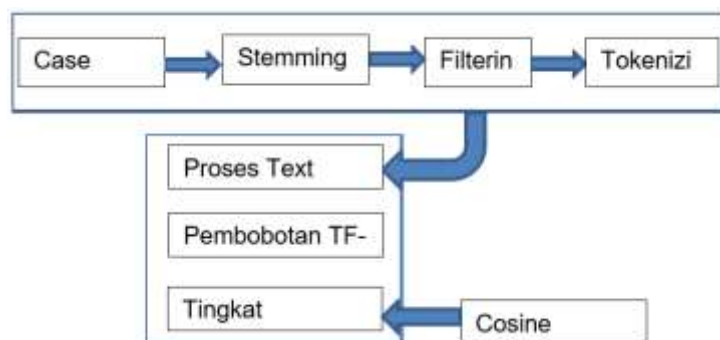 Case
Stemming
Filterin
Tokenizi
Proses Text
Pembobotan TF-
Tingkat
Cosine